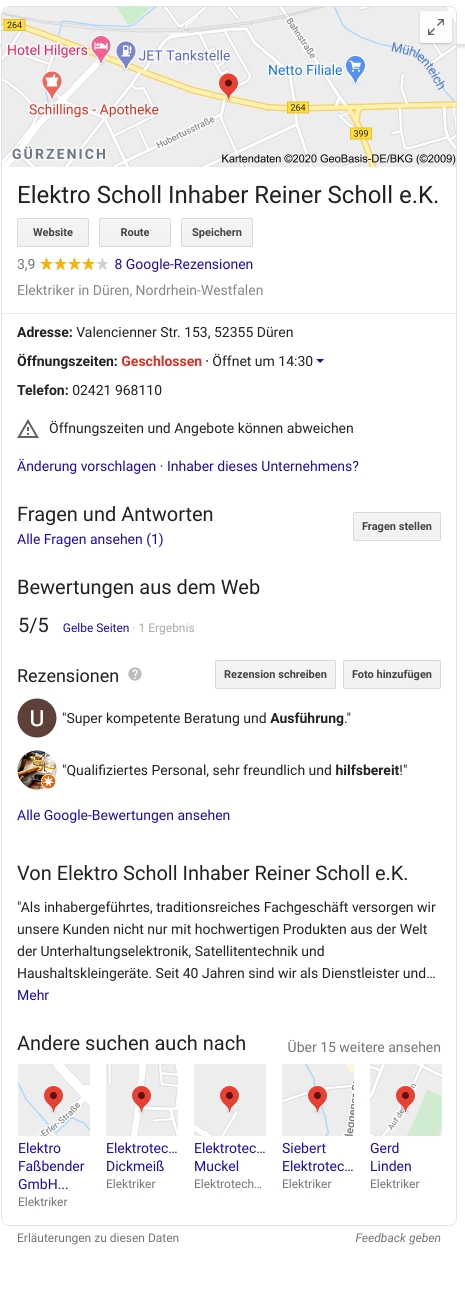 264
Hotel Hilgers
JET Tankstelle
Bahnstraße
Mühlenteich
Netto Filiale
Schillings - Apotheke
264
Hubertusstraße
399
GÜRZENICH
Kartendaten ©2020 GeoBasis-DE/BKG (©2009)
Elektro Scholl Inhaber Reiner Scholl e.K.
Website Route Speichern
3,9 8 Google-Rezensionen
Elektriker in Düren, Nordrhein-Westfalen
Adresse: Valencienner Str. 153, 52355 Düren
Öffnungszeiten: Geschlossen · Öffnet um 14:30
Telefon: 02421 968110
Öffnungszeiten und Angebote können abweichen
Änderung vorschlagen · Inhaber dieses Unternehmens?
Fragen und Antworten
Fragen stellen
Alle Fragen ansehen (1)
Bewertungen aus dem Web
5/5 Gelbe Seiten · 1 Ergebnis
Rezensionen ? Rezension schreiben Foto hinzufügen
U "Super kompetente Beratung und Ausführung."
"Qualifiziertes Personal, sehr freundlich und hilfsbereit!"
Alle Google-Bewertungen ansehen
Von Elektro Scholl Inhaber Reiner Scholl e.K.
"Als inhabergeführtes, traditionsreiches Fachgeschäft versorgen wir
unsere Kunden nicht nur mit hochwertigen Produkten aus der Welt
der Unterhaltungselektronik, Satellitentechnik und
Haushaltskleingeräte. Seit 40 Jahren sind wir als Dienstleister und...
Mehr
Andere suchen auch nach Über 15 weitere ansehen
Erler-Straße
Auf de
Elektro
Faßbender
GmbH...
Elektriker
Elektrotec...
Dickmeiß
Elektriker
Elektrotec...
Muckel
Elektrotech...
Siebert
Elektrotec...
Elektriker
Gerd
Linden
Elektriker
Erläuterungen zu diesen Daten Feedback geben